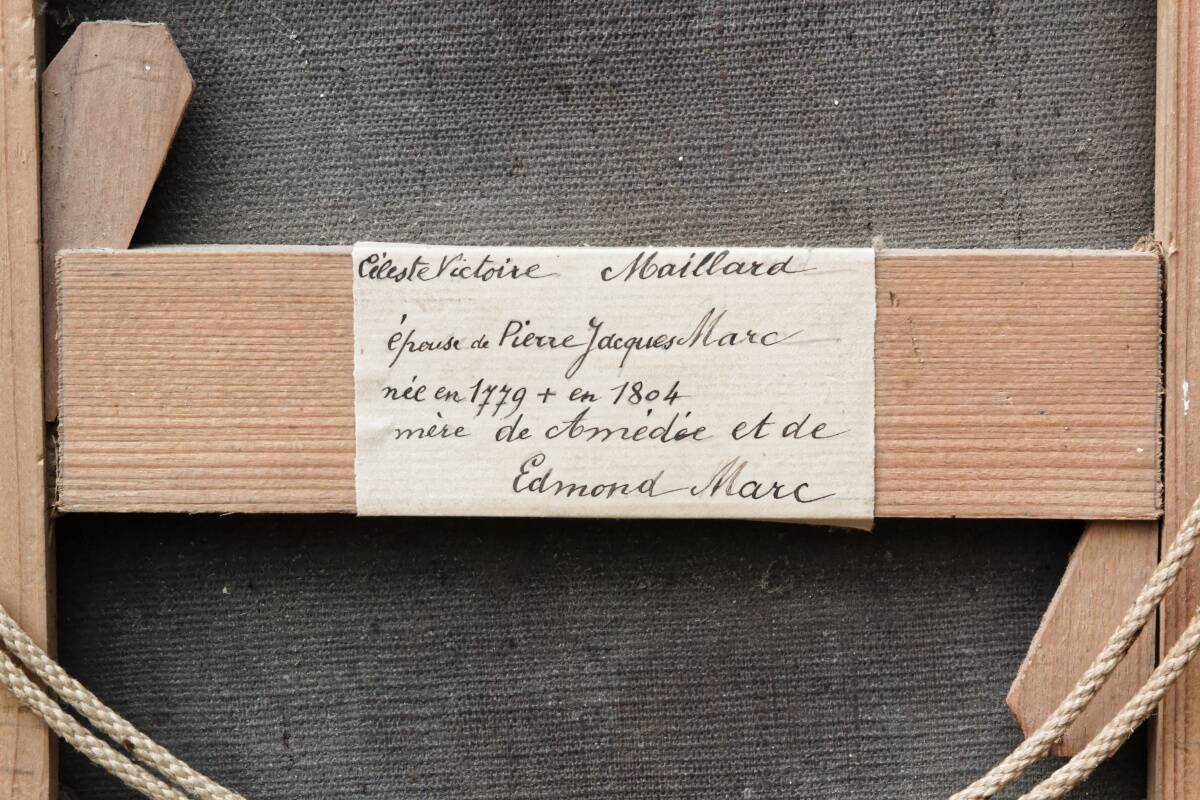 Céleste Victoire Maillard
épouse de Pierre Jacques Marc
née en 1779 + en 1804
mère de Amédée et de
Edmond Marc